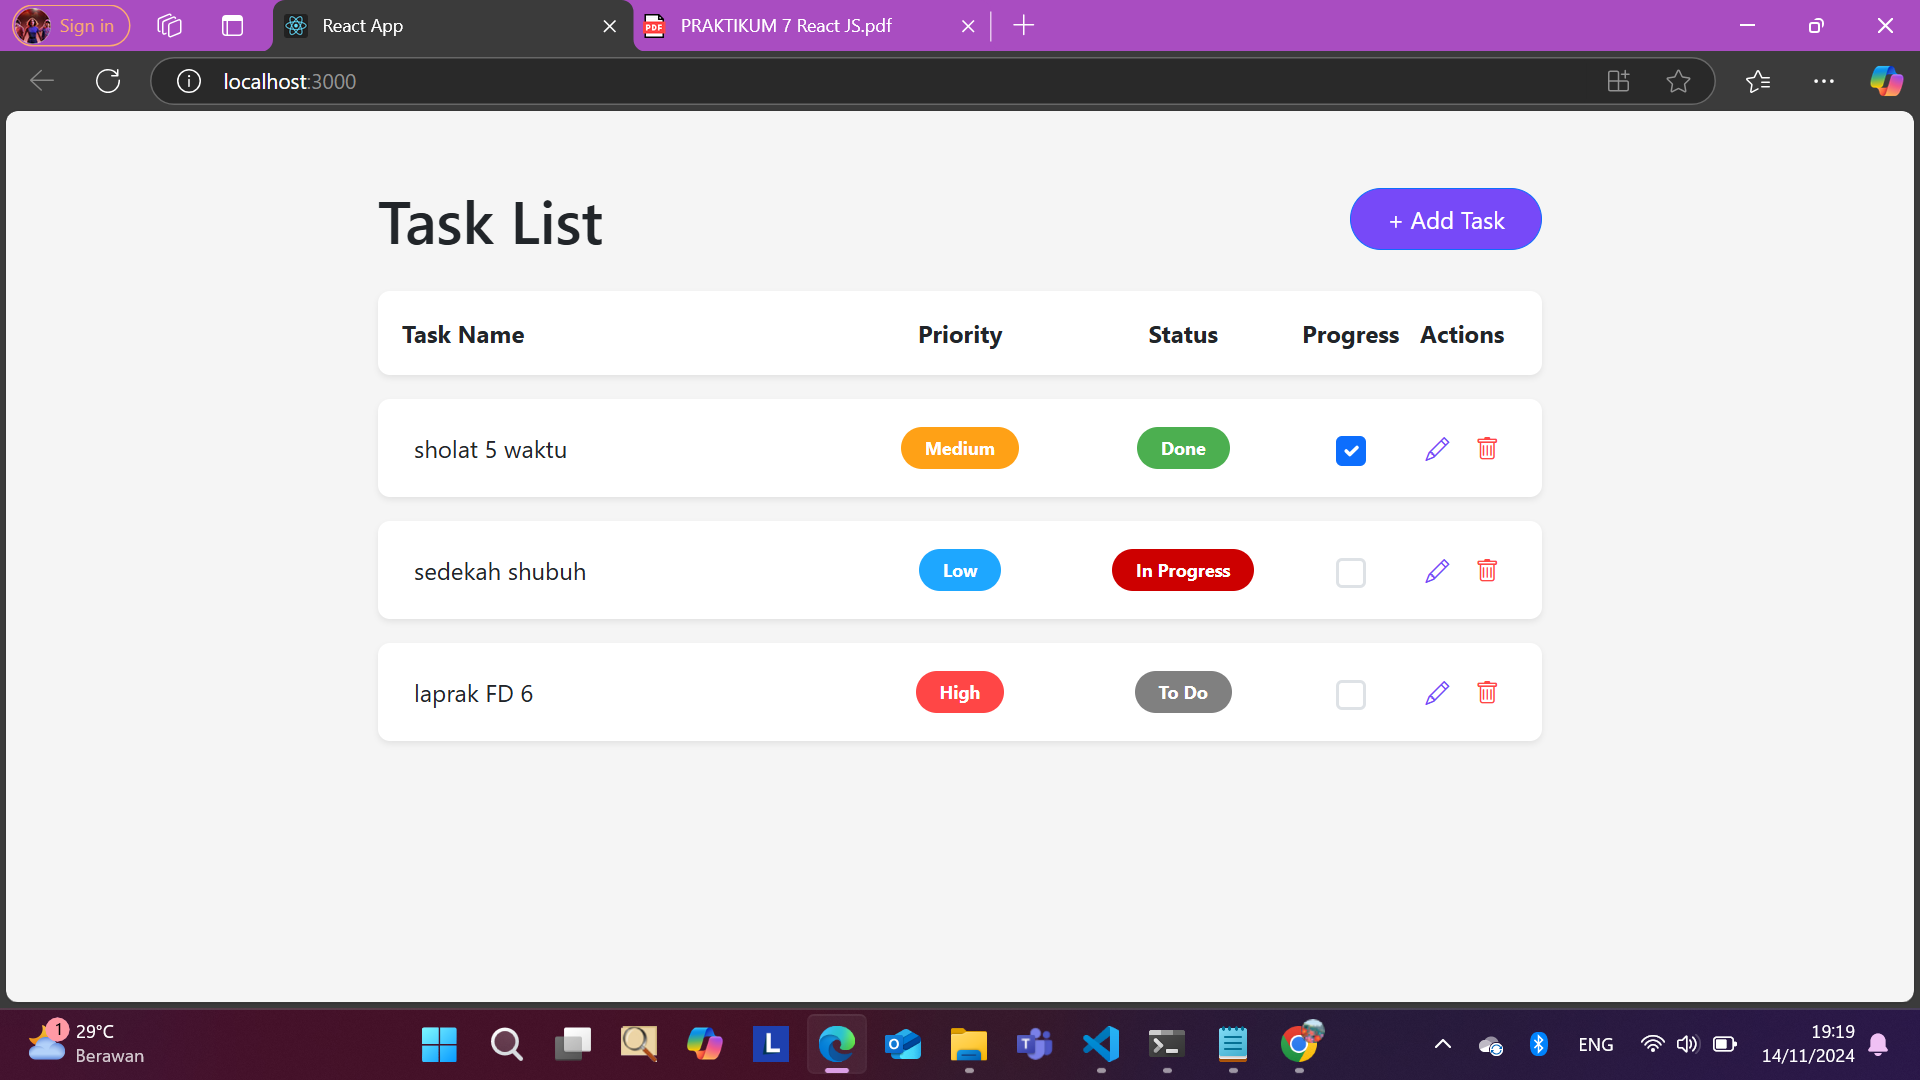 Sign in
React App
PRAKTIKUM 7 React JS.pdf
localhost:3000
Task List
+ Add Task
Task Name Priority Status Progress Actions
sholat 5 waktu Medium Done
sedekah shubuh Low In Progress
laprak FD 6 High To Do
1
29°C
Berawan
L
ENG
19:19
14/11/2024